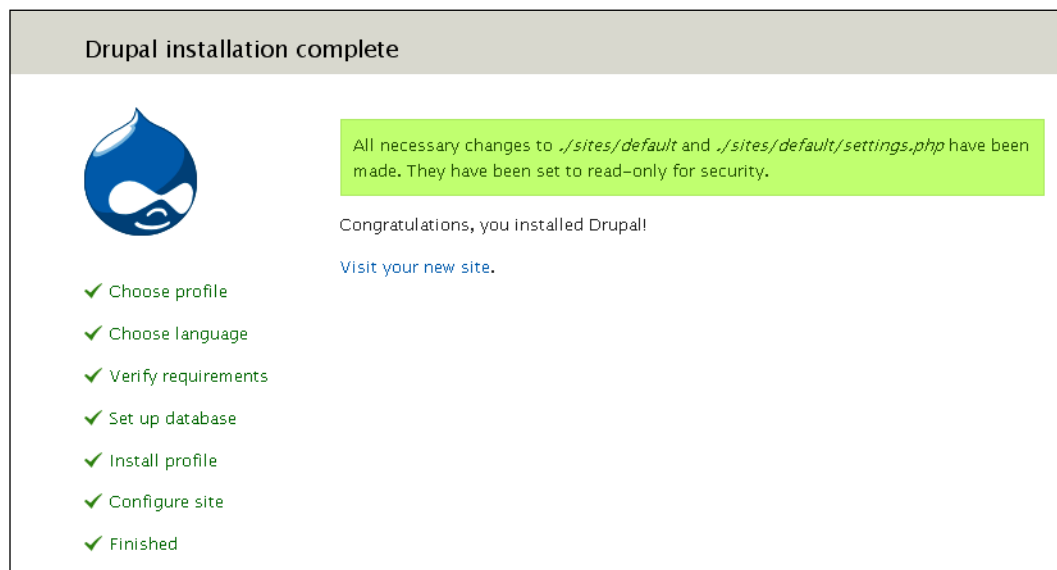 Drupal installation complete
All necessary changes to ./sites/default and ./sites/default/settings.php have been
made. They have been set to read-only for security.
Congratulations, you installed Drupal!
Visit your new site.
Choose profile
Choose language
Verify requirements
Set up database
Install profile
Configure site
Finished